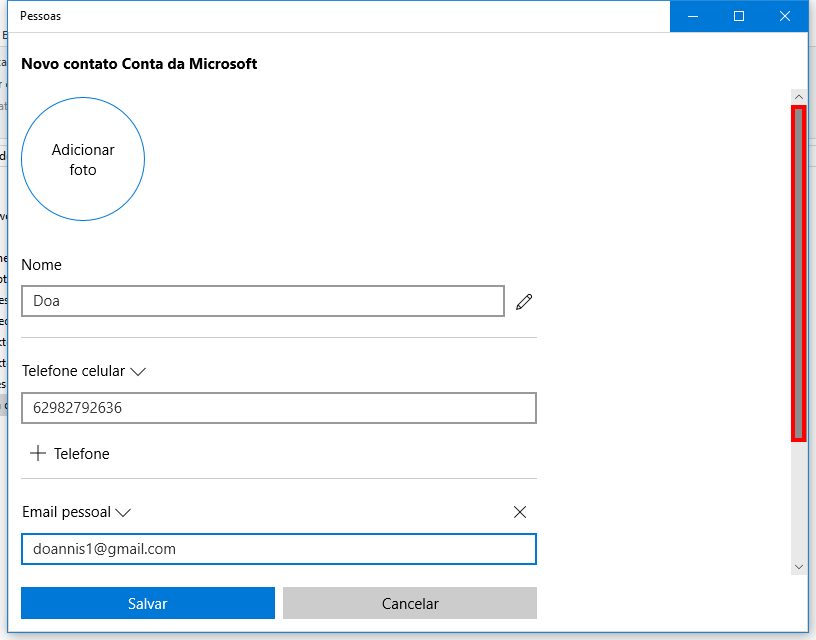 Pessoas
Novo contato Conta da Microsoft
Adicionar
foto
Nome
Doa
Telefone celular
62982792636
Telefone
Email pessoal
doannis1@gmail.com
Salvar
Cancelar